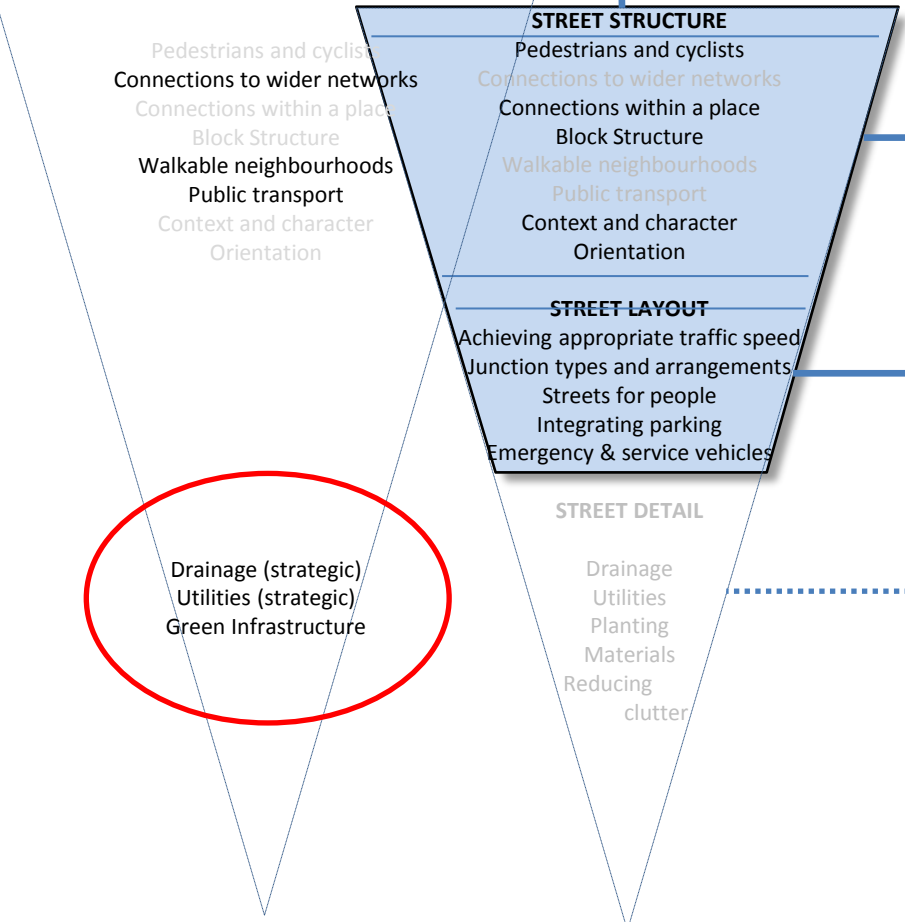 Pedestrians and cyclists
Connections to wider networks
Connections within a place
Block Structure
Walkable neighbourhoods
Public transport
Context and character
Orientation
Drainage (strategic)
Utilities (strategic)
Green Infrastructure
STREET STRUCTURE
Pedestrians and cyclists
Connections to wider networks
Connections within a place
Block Structure
Walkable neighbourhoods
Public transport
Context and character
Orientation
STREET LAYOUT
Achieving appropriate traffic speed
Junction types and arrangements
Streets for people
Integrating parking
Emergency & service vehicles
STREET DETAIL
Drainage
Utilities
Planting
Materials
Reducing
clutter